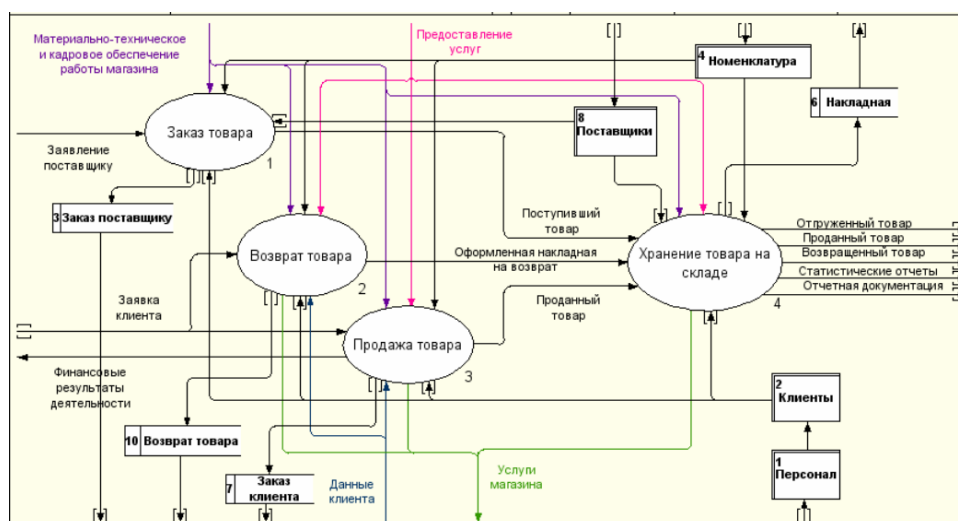 Материально-техническое
и кадровое обеспечение
работы магазина
Предоставление
услуг
4
Номенклатура
6
Накладная
8
Поставщики
Заказ товара
1
Заявление
поставщику
3 Заказ поставщику
Возврат товара
2
Поступивший
товар
Оформленная накладная
на возврат
Хранение товара на
складе
4
Отгруженный товар
Проданный товар
Возвращенный товар
Статистические отчеты
Отчетная документация
Заявка
клиента
Проданный
товар
Продажа товара
3
Финансовые
результаты
деятельности
2
Клиенты
10 Возврат товара
1
Персонал
7
Заказ
клиента
Данные
клиента
Услуги
магазина